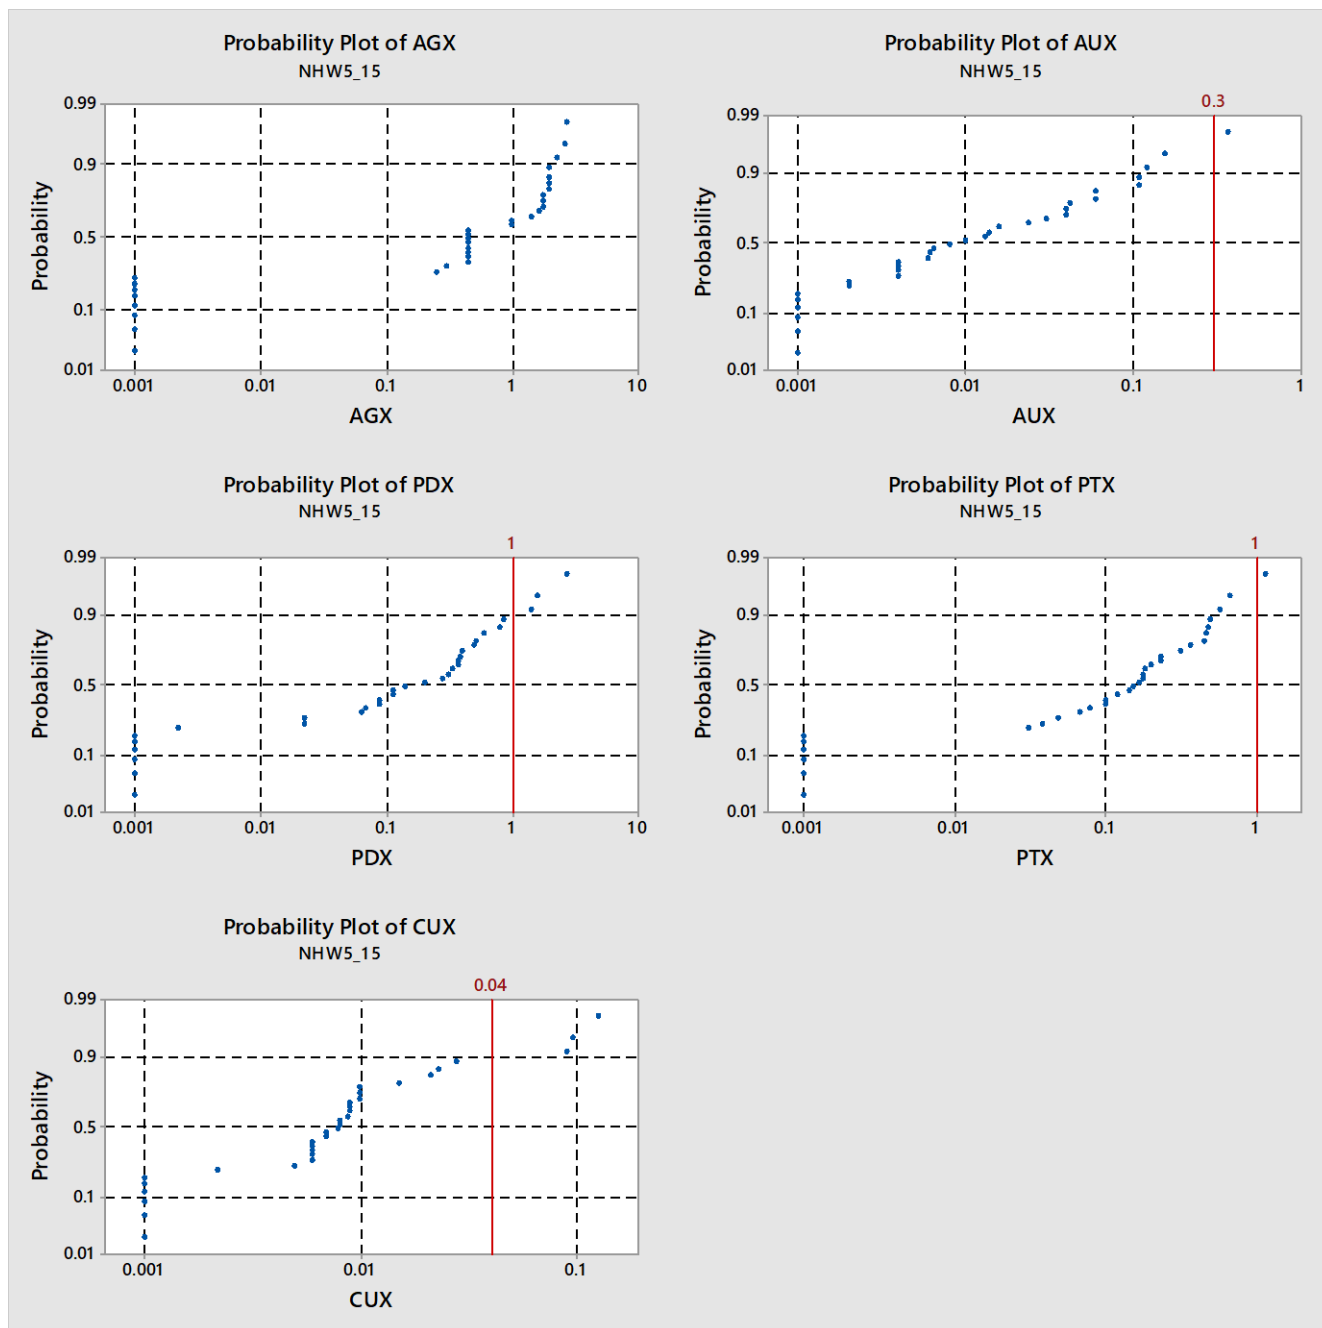 Probability Plot of AGX
NHW5_15
0.99
0.9
0.5
0.1
0.01
Probability
0.001
0.01
0.1
1
10
AGX
Probability Plot of AUX
NHW5_15
0.3
0.99
0.9
0.5
0.1
0.01
Probability
0.001
0.01
0.1
1
AUX
Probability Plot of PDX
NHW5_15
1
0.99
0.9
0.5
0.1
0.01
Probability
0.001
0.01
0.1
1
10
PDX
Probability Plot of PTX
NHW5_15
1
0.99
0.9
0.5
0.1
0.01
Probability
0.001
0.01
0.1
1
PTX
Probability Plot of CUX
NHW5_15
0.04
0.99
0.9
0.5
0.1
0.01
Probability
0.001
0.01
0.1
CUX